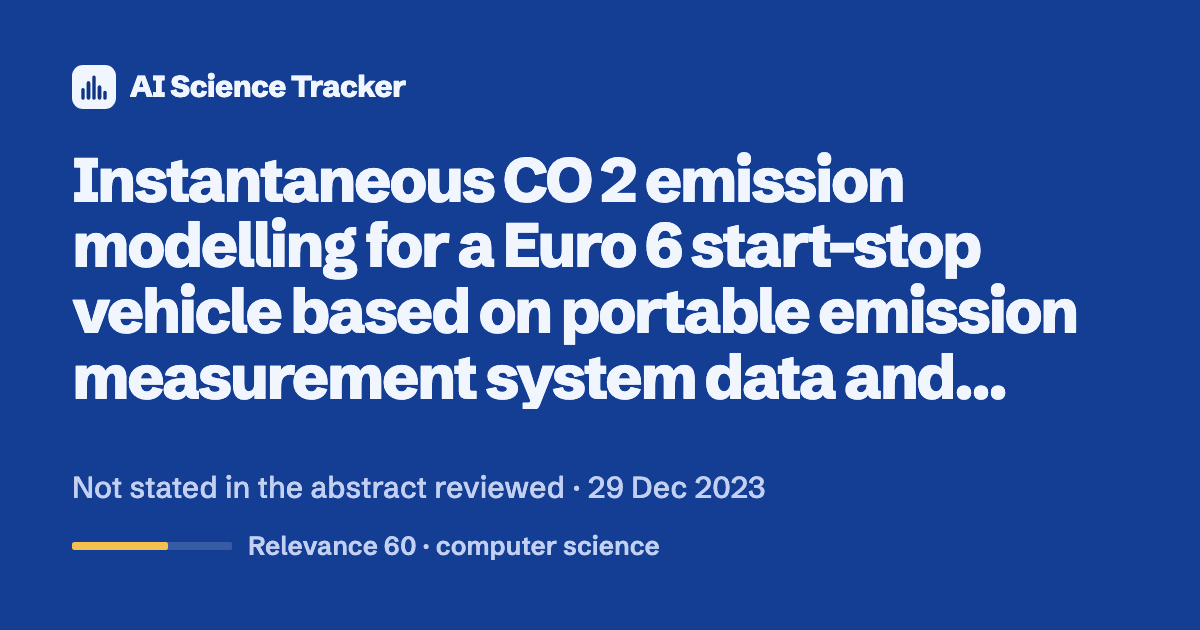 AI Science Tracker
Instantaneous CO 2 emission
modelling for a Euro 6 start-stop
vehicle based on portable emission
measurement system data and...
Not stated in the abstract reviewed · 29 Dec 2023
Relevance 60 · computer science